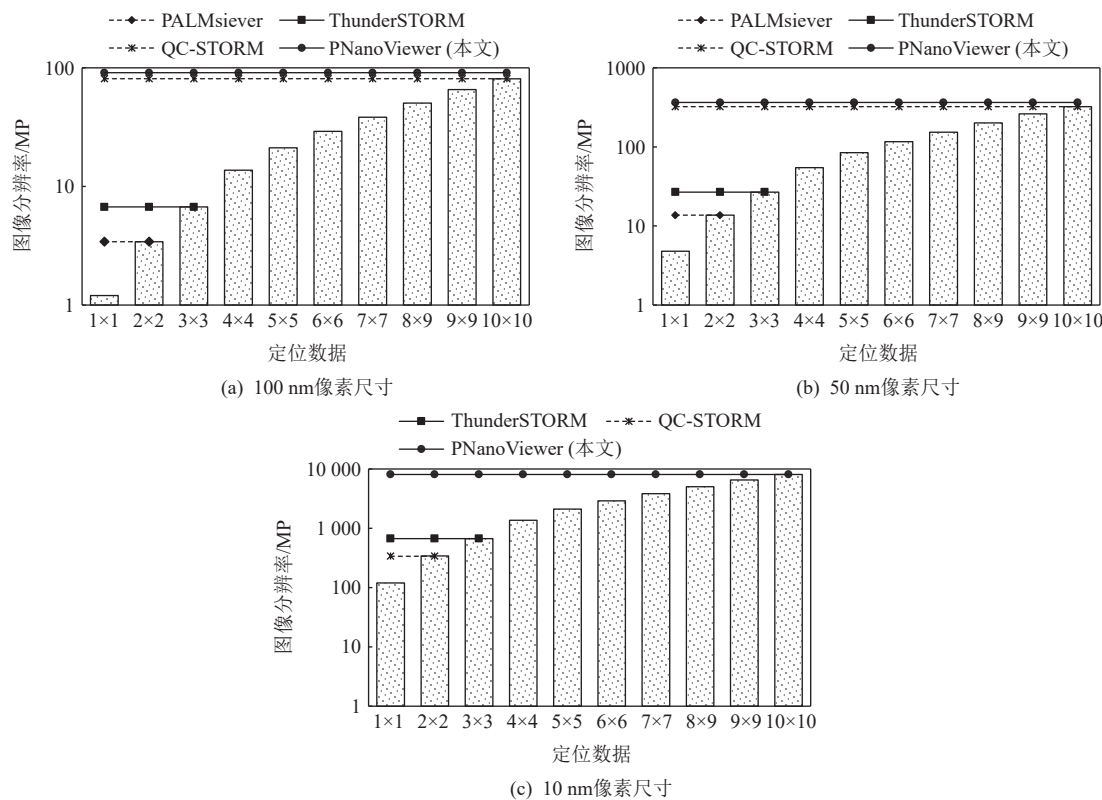 PALMsiever ThunderSTORM
QC-STORM PNanoViewer (本文)
100
10
1
图像分辨率/MP
1×1 2×2 3×3 4×4 5×5 6×6 7×7 8×9 9×9 10×10
定位数据
(a) 100 nm像素尺寸
PALMsiever ThunderSTORM
QC-STORM PNanoViewer (本文)
1000
100
10
1
图像分辨率/MP
1×1 2×2 3×3 4×4 5×5 6×6 7×7 8×9 9×9 10×10
定位数据
(b) 50 nm像素尺寸
ThunderSTORM QC-STORM
PNanoViewer (本文)
10 000
1 000
100
10
1
图像分辨率/MP
1×1 2×2 3×3 4×4 5×5 6×6 7×7 8×9 9×9 10×10
定位数据
(c) 10 nm像素尺寸